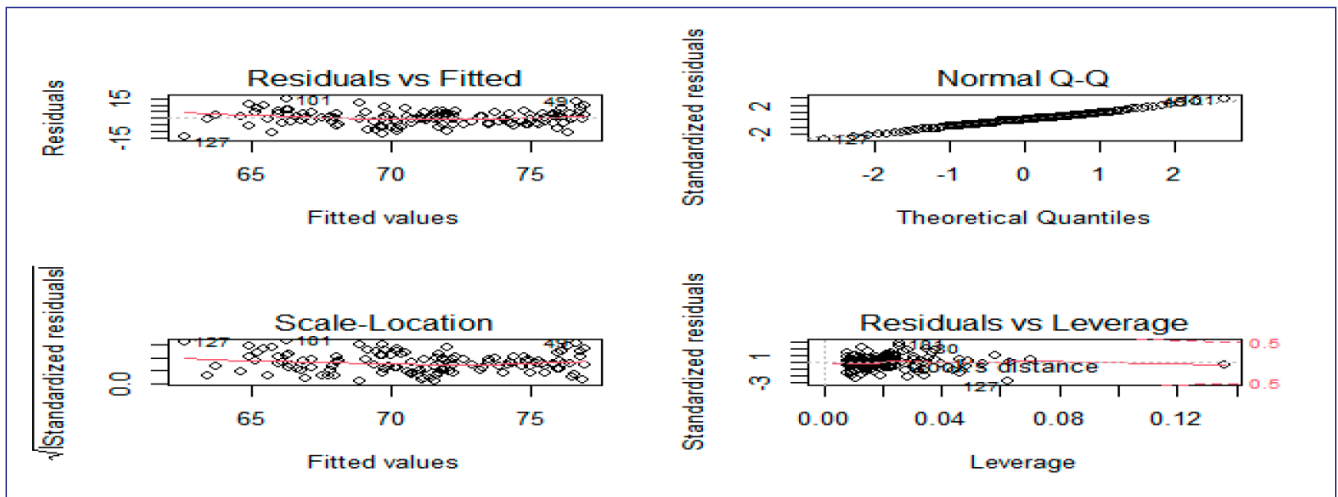 Residuals vs Fitted
Residuals
-15 15
101
49
127
65 70 75
Fitted values
Normal Q-Q
Standardized residuals
-2 2
101
127
-2 -1 0 1 2
Theoretical Quantiles
Scale-Location
√|Standardized residuals|
0.0
127
101
49
65 70 75
Fitted values
Residuals vs Leverage
Standardized residuals
-3 1
Cook's distance
127
0.5
0.5
0.00 0.04 0.08 0.12
Leverage